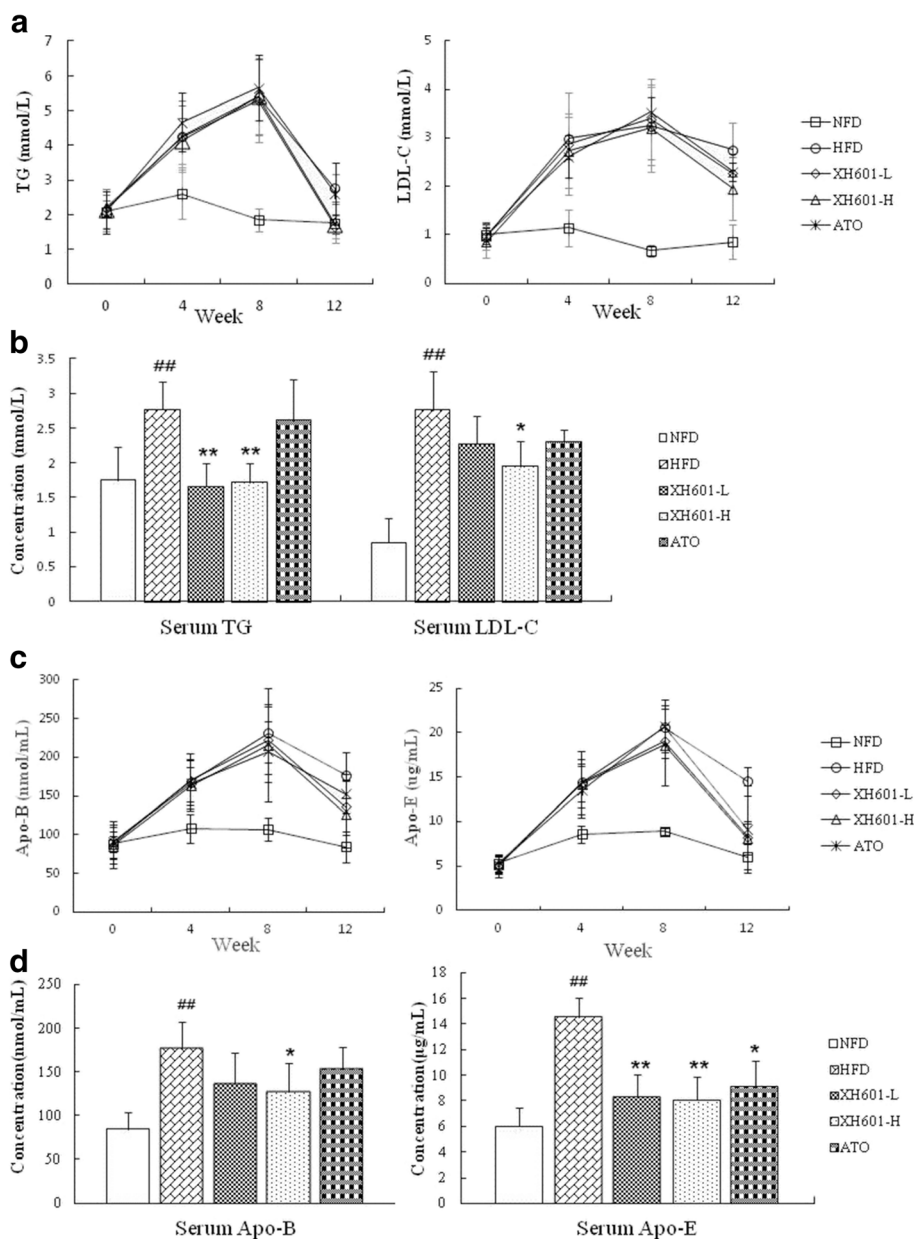 a
TG (mmol/L)
7
6
5
4
3
2
1
0
0 4 8 12
Week
LDL-C (mmol/L)
5
4
3
2
1
0
0 4 8 12
Week
NFD
HFD
XH601-L
XH601-H
ATO
b
Concentration (mmol/L)
3.5
3
2.5
2
1.5
1
0.5
0
##
**
**
##
*
Serum TG
Serum LDL-C
NFD
HFD
XH601-L
XH601-H
ATO
c
Apo-B (nmol/mL)
300
250
200
150
100
50
0
0 4 8 12
Week
Apo-E (ug/mL)
25
20
15
10
5
0
0 4 8 12
Week
NFD
HFD
XH601-L
XH601-H
ATO
d
Concentration(nmol/mL)
250
200
150
100
50
0
##
*
Serum Apo-B
Concentration(µg/mL)
18
16
14
12
10
8
6
4
2
0
##
**
**
*
Serum Apo-E
NFD
HFD
XH601-L
XH601-H
ATO